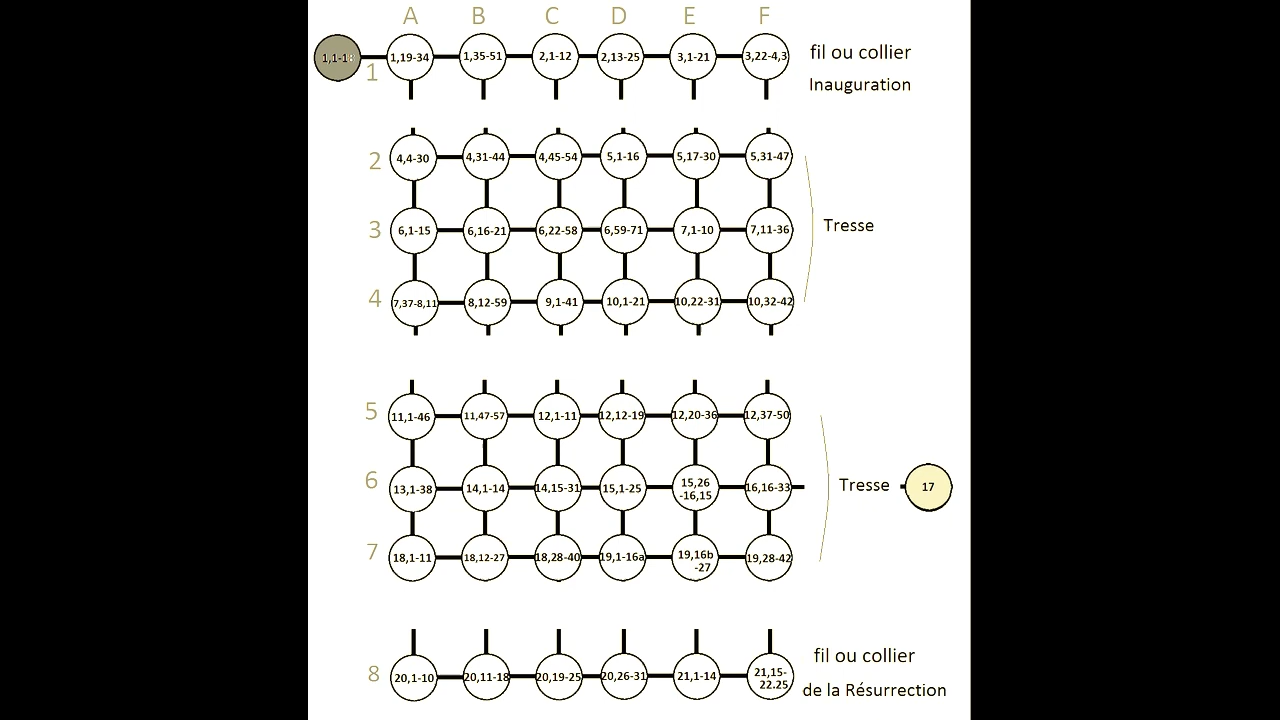 A B C D E F
1,1-18 1,19-34 1,35-51 2,1-12 2,13-25 3,1-21 3,22-4,3 fil ou collier
1 Inauguration
2 4,4-30 4,31-44 4,45-54 5,1-16 5,17-30 5,31-47
3 6,1-15 6,16-21 6,22-58 6,59-71 7,1-10 7,11-36 Tresse
4 7,37-8,11 8,12-59 9,1-41 10,1-21 10,22-31 10,32-42
5 11,1-46 11,47-57 12,1-11 12,12-19 12,20-36 12,37-50
6 13,1-38 14,1-14 14,15-31 15,1-25 15,26
-16,15 16,16-33 Tresse 17
7 18,1-11 18,12-27 18,28-40 19,1-16a 19,16b
-27 19,28-42
fil ou collier
8 20,1-10 20,11-18 20,19-25 20,26-31 21,1-14 21,15-
22.25
de la Résurrection